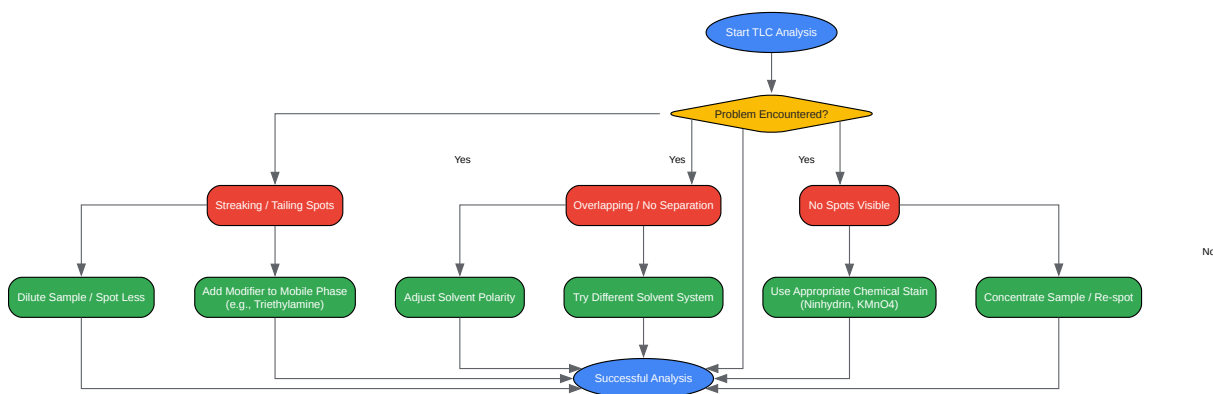 Start TLC Analysis
Problem Encountered?
Yes
Yes
Yes
Streaking / Tailing Spots
Overlapping / No Separation
No Spots Visible
No
Dilute Sample / Spot Less
Add Modifier to Mobile Phase
(e.g., Triethylamine)
Adjust Solvent Polarity
Try Different Solvent System
Use Appropriate Chemical Stain
(Ninhydrin, KMnO4)
Concentrate Sample / Re-spot
Successful Analysis